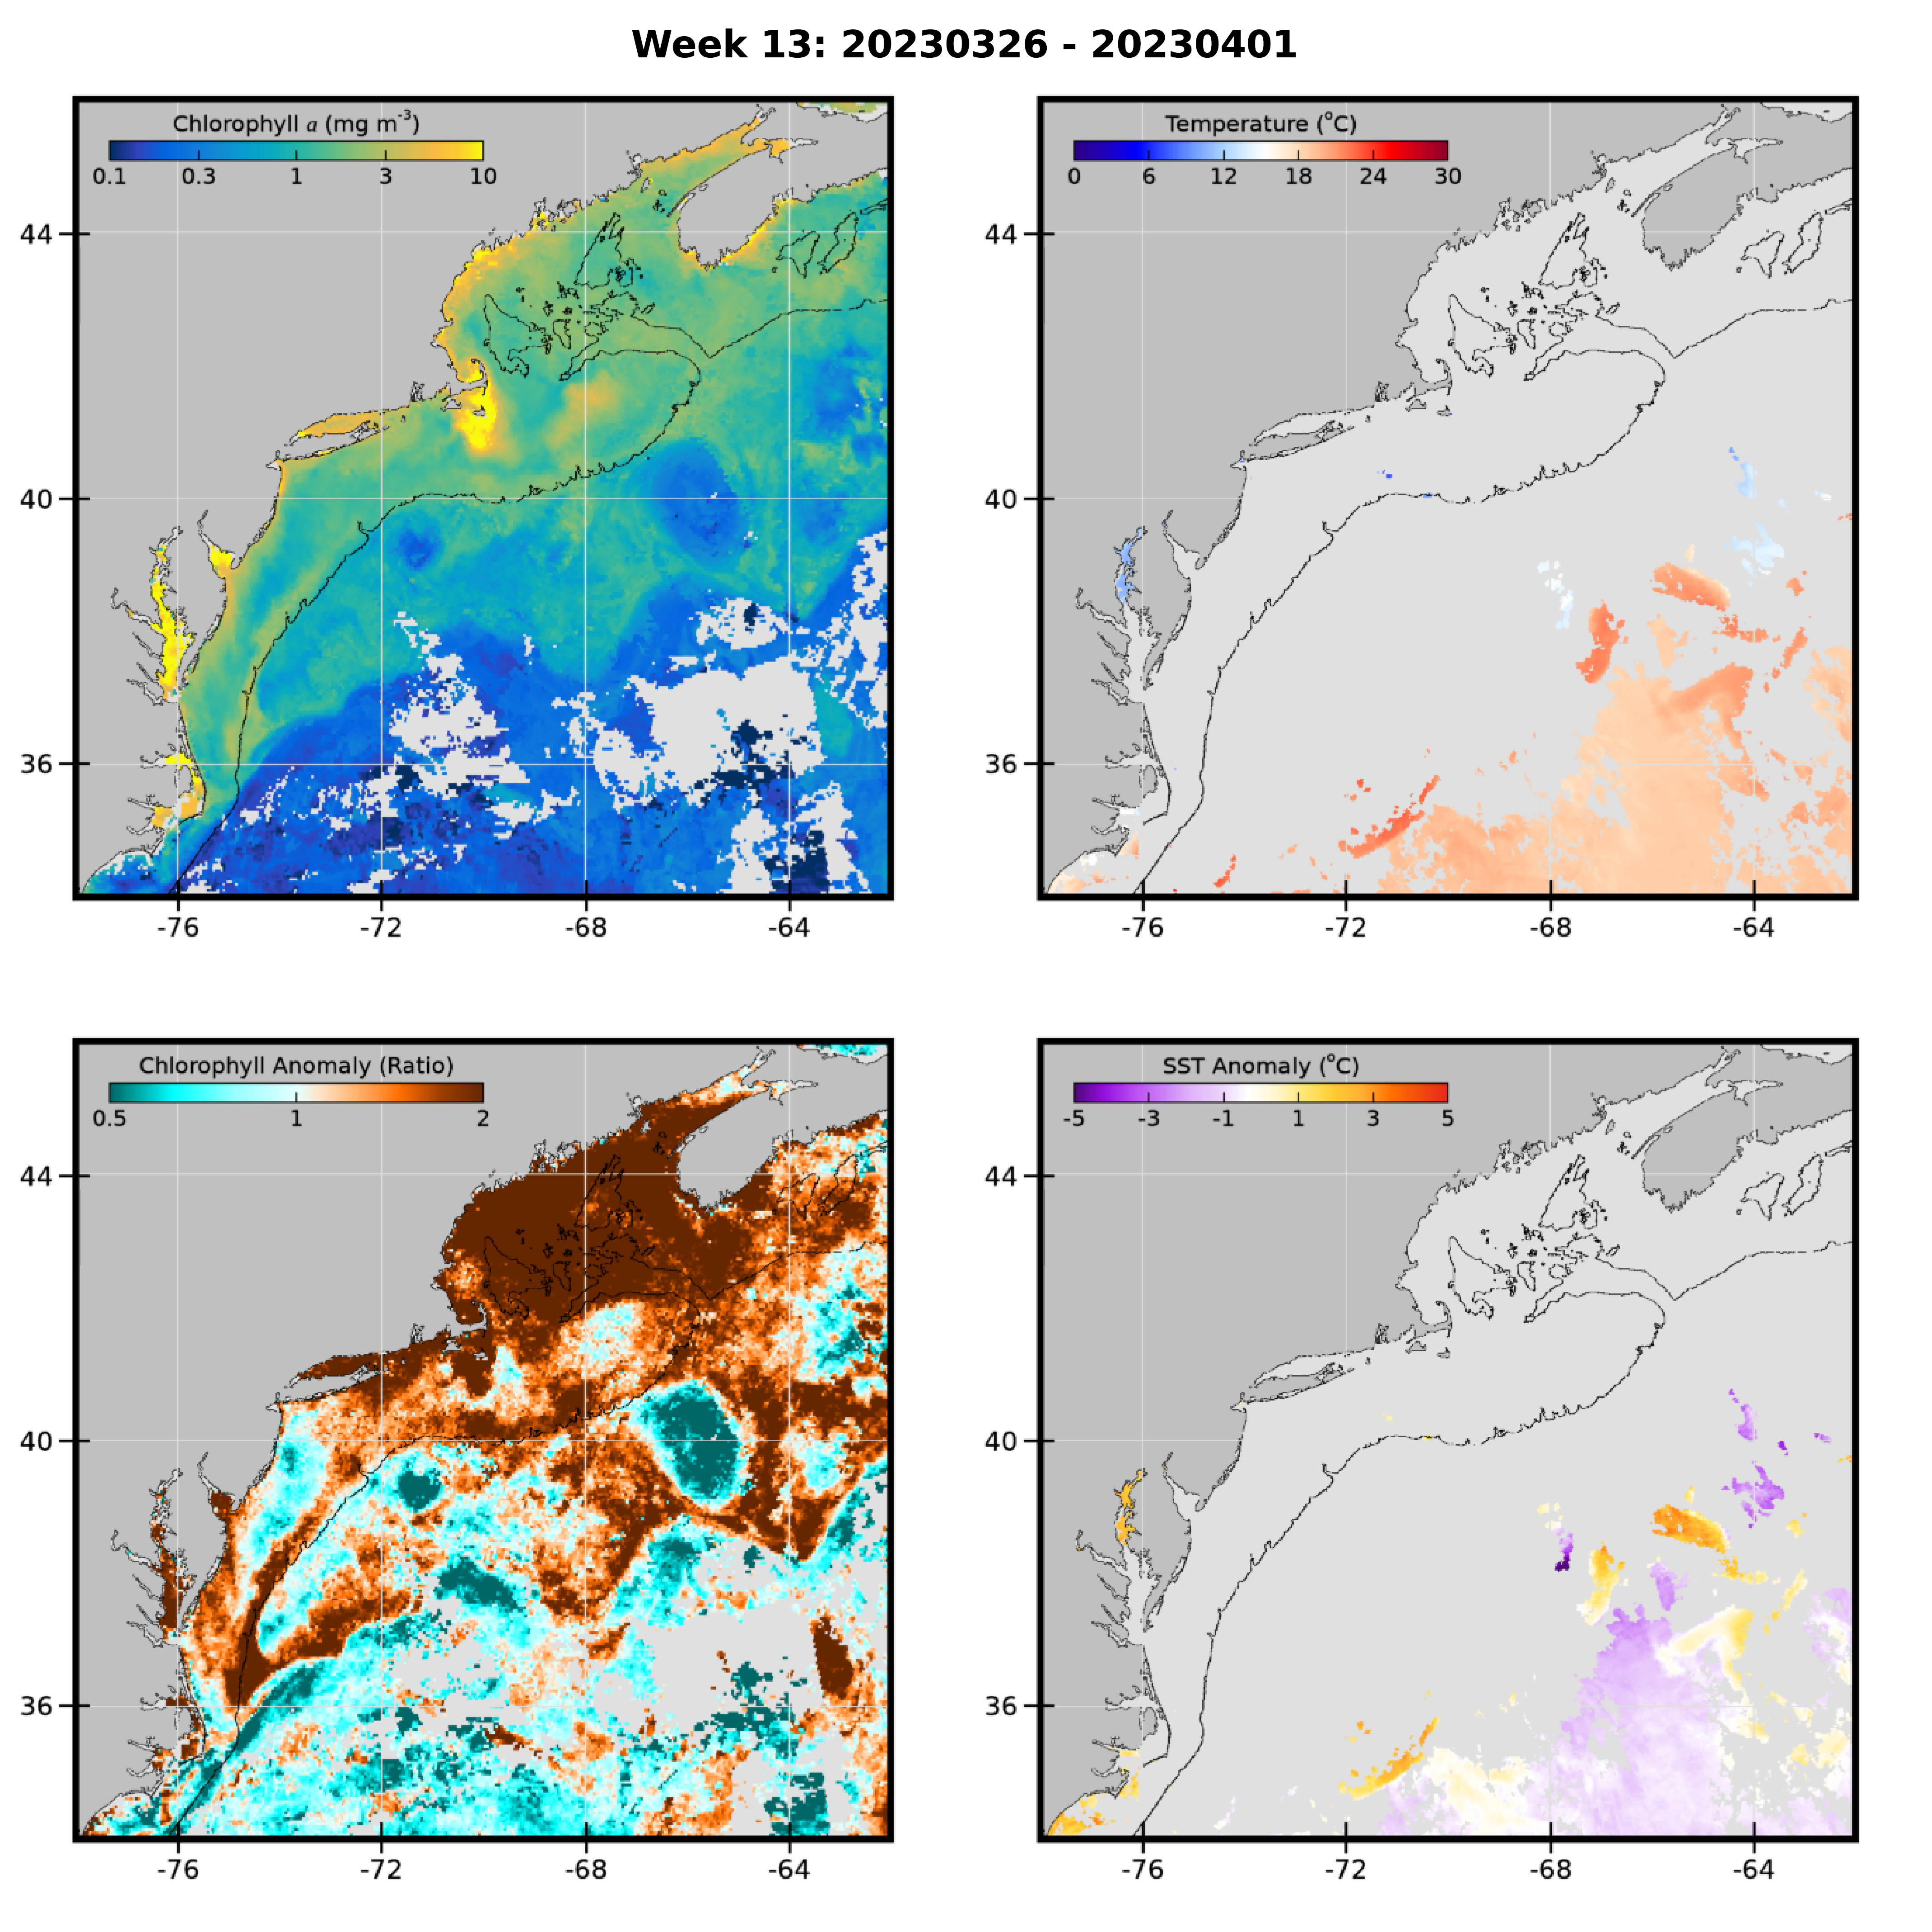 Week 13: 20230326 - 20230401
Chlorophyll a (mg m-3)
0.1 0.3 1 3 10
44
40
36
-76 -72 -68 -64
Temperature (oC)
0 6 12 18 24 30
44
40
36
-76 -72 -68 -64
Chlorophyll Anomaly (Ratio)
0.5 1 2
44
40
36
-76 -72 -68 -64
SST Anomaly (oC)
-5 -3 -1 1 3 5
44
40
36
-76 -72 -68 -64